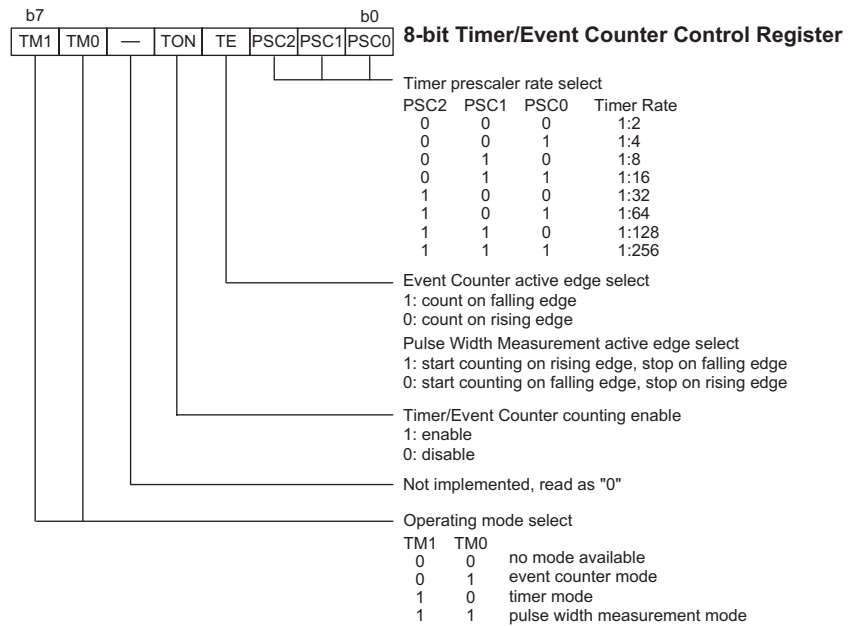 b7 b0
TM1 TM0 — TON TE PSC2 PSC1 PSC0
8-bit Timer/Event Counter Control Register
Timer prescaler rate select
PSC2 PSC1 PSC0 Timer Rate
0 0 0 1:2
0 0 1 1:4
0 1 0 1:8
0 1 1 1:16
1 0 0 1:32
1 0 1 1:64
1 1 0 1:128
1 1 1 1:256
Event Counter active edge select
1: count on falling edge
0: count on rising edge
Pulse Width Measurement active edge select
1: start counting on rising edge, stop on falling edge
0: start counting on falling edge, stop on rising edge
Timer/Event Counter counting enable
1: enable
0: disable
Not implemented, read as "0"
Operating mode select
TM1 TM0
0 0 no mode available
0 1 event counter mode
1 0 timer mode
1 1 pulse width measurement mode